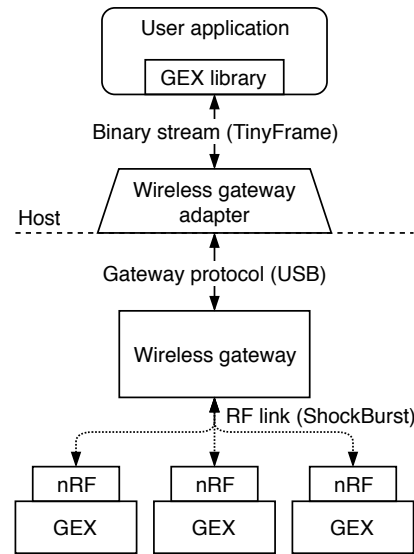 User application
GEX library
Binary stream (TinyFrame)
Wireless gateway
adapter
Host
Gateway protocol (USB)
Wireless gateway
RF link (ShockBurst)
nRF nRF nRF
GEX GEX GEX